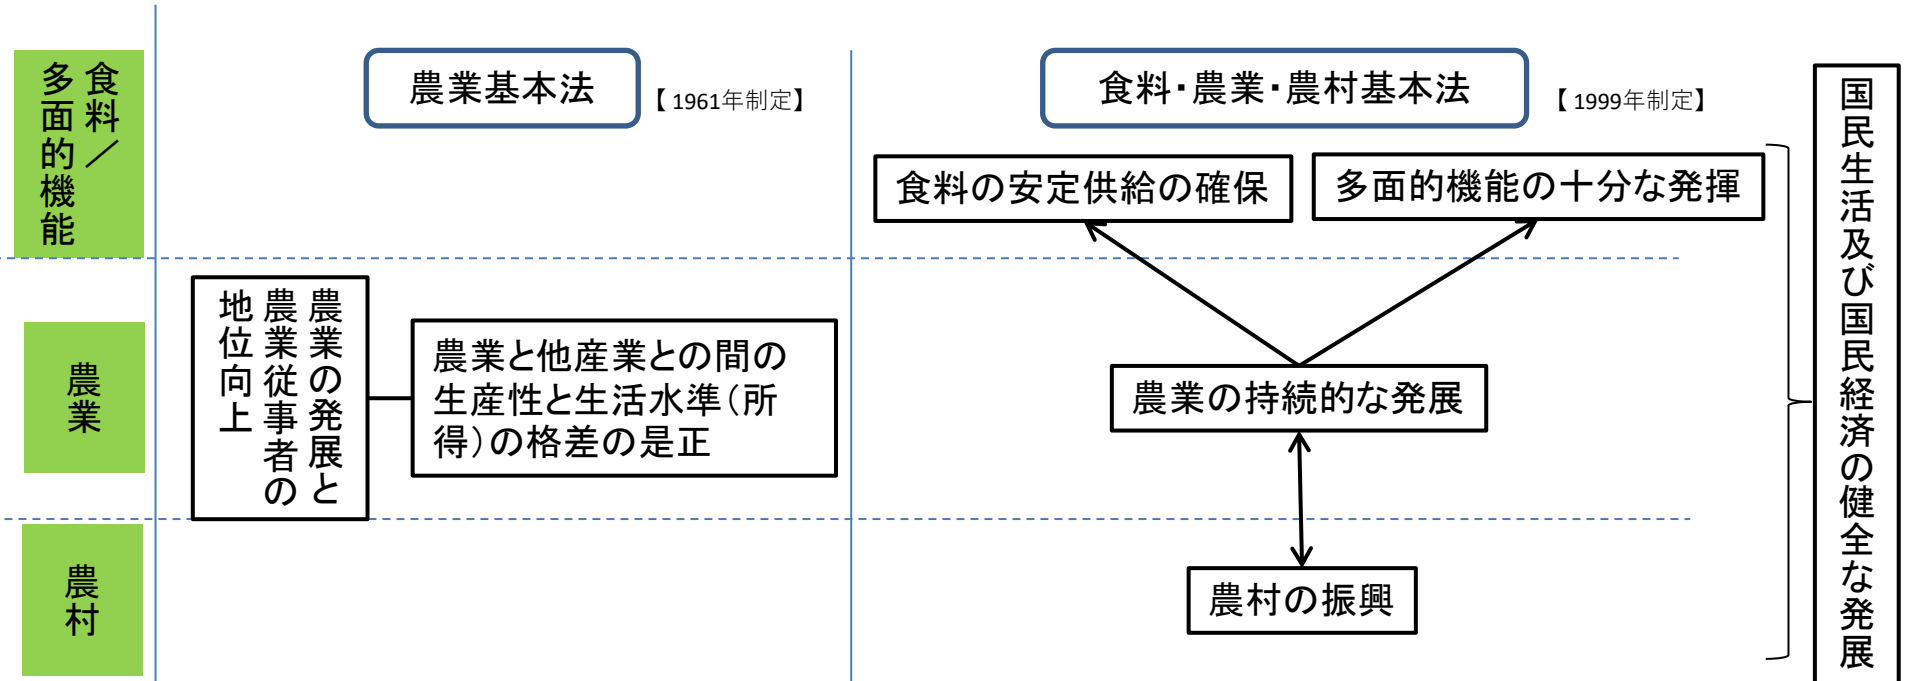 食料／
多面的機能
農業基本法
【1961年制定】
食料・農業・農村基本法
【1999年制定】
食料の安定供給の確保
多面的機能の十分な発揮
農業
農業の発展と
農業従事者の
地位向上
農業と他産業との間の
生産性と生活水準（所
得）の格差の是正
農業の持続的な発展
農村
農村の振興
国民生活及び国民経済の健全な発展